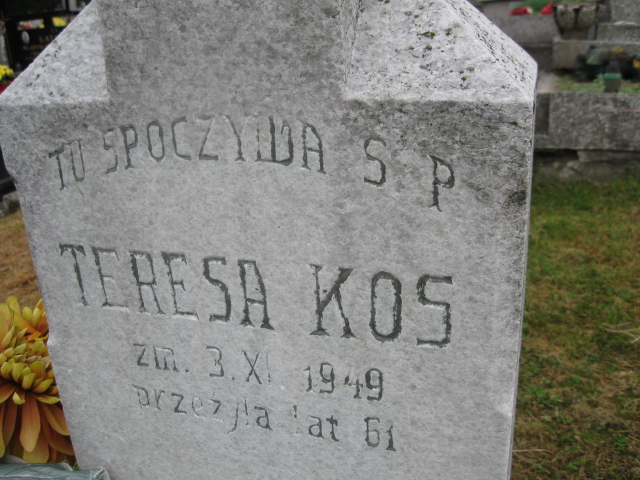 TU SPOCZYWA S P
TERESA KOS
zm. 3. XI. 1949
przeżyła lat 61